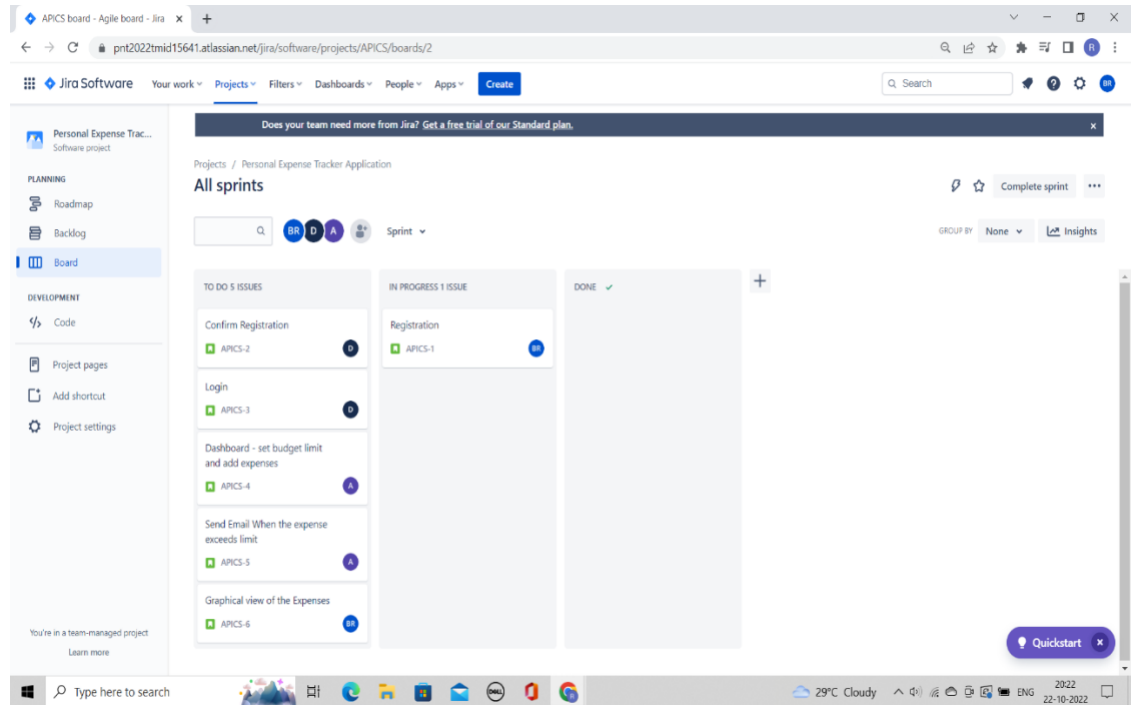 APICS board - Agile board - Jira
pnt2022tmid15641.atlassian.net/jira/software/projects/APICS/boards/2
R
Jira Software Your work Projects Filters Dashboards People Apps Create Search BR
Does your team need more from Jira? Get a free trial of our Standard plan. x
Personal Expense Trac...
Software project
PLANNING
Roadmap
Backlog
Board
DEVELOPMENT
Code
Project pages
Add shortcut
Project settings
You're in a team-managed project
Learn more
Projects / Personal Expense Tracker Application
All sprints
Complete sprint
BR D A Sprint
GROUP BY None Insights
TO DO 5 ISSUES
Confirm Registration
APICS-2 D
Login
APICS-3 D
Dashboard - set budget limit
and add expenses
APICS-4 A
Send Email When the expense
exceeds limit
APICS-5 A
Graphical view of the Expenses
APICS-6 BR
IN PROGRESS 1 ISSUE
Registration
APICS-1 BR
DONE
Quickstart x
Type here to search
DELL
29°C Cloudy
ENG
20:22
22-10-2022